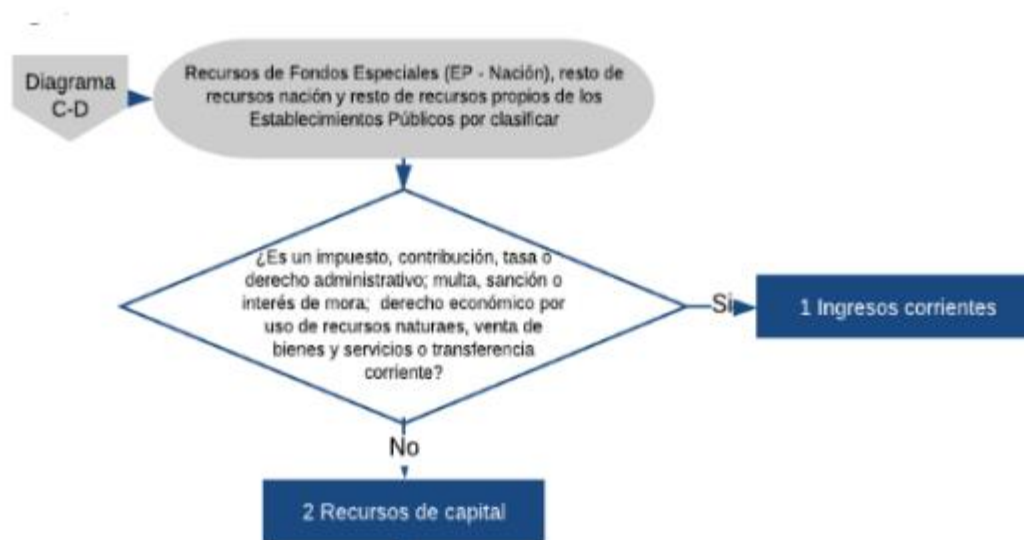 Diagrama
C-D
Recursos de Fondos Especiales (EP - Nación), resto de
recursos nación y resto de recursos propios de los
Establecimientos Públicos por clasificar
¿Es un impuesto, contribución, tasa o
derecho administrativo; multa, sanción o
interés de mora; derecho económico por
uso de recursos naturaes, venta de
bienes y servicios o transferencia
corriente?
Si
1 Ingresos corrientes
No
2 Recursos de capital